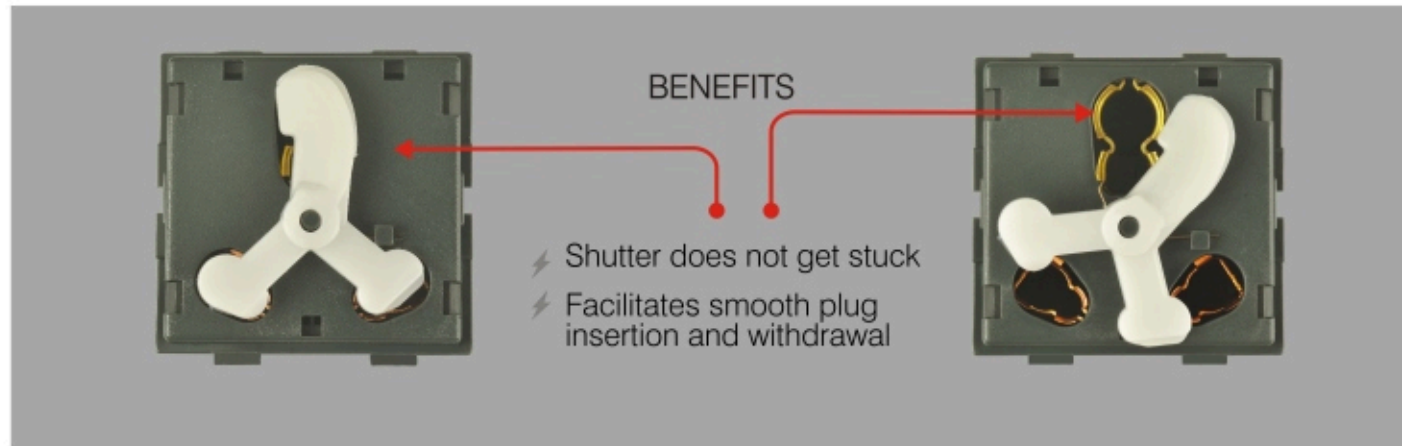 BENEFITS
Shutter does not get stuck
Facilitates smooth plug
insertion and withdrawal